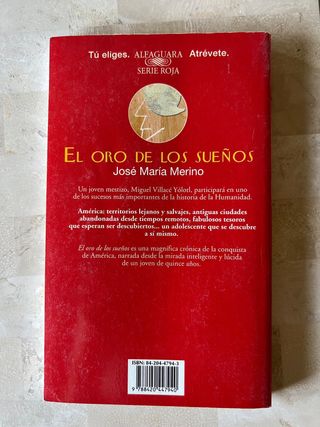 Tú eliges. ALFAGUARA Atrévete.
SERIE ROJA
EL ORO DE LOS SUEÑOS
José María Merino
Un joven mestizo, Miguel Villacé Yólotl, participará en uno
de los sucesos más importantes de la historia de la Humanidad.
América: territorios lejanos y salvajes, antiguas ciudades
abandonadas desde tiempos remotos, fabulosos tesoros
que esperan ser descubiertos... un adolescente que se descubre
a sí mismo.
El oro de los sueños es una magnífica crónica de la conquista
de América, narrada desde la mirada inteligente y lúcida
de un joven de quince años.
ISBN: 84-204-4794-3
9 788420 447940